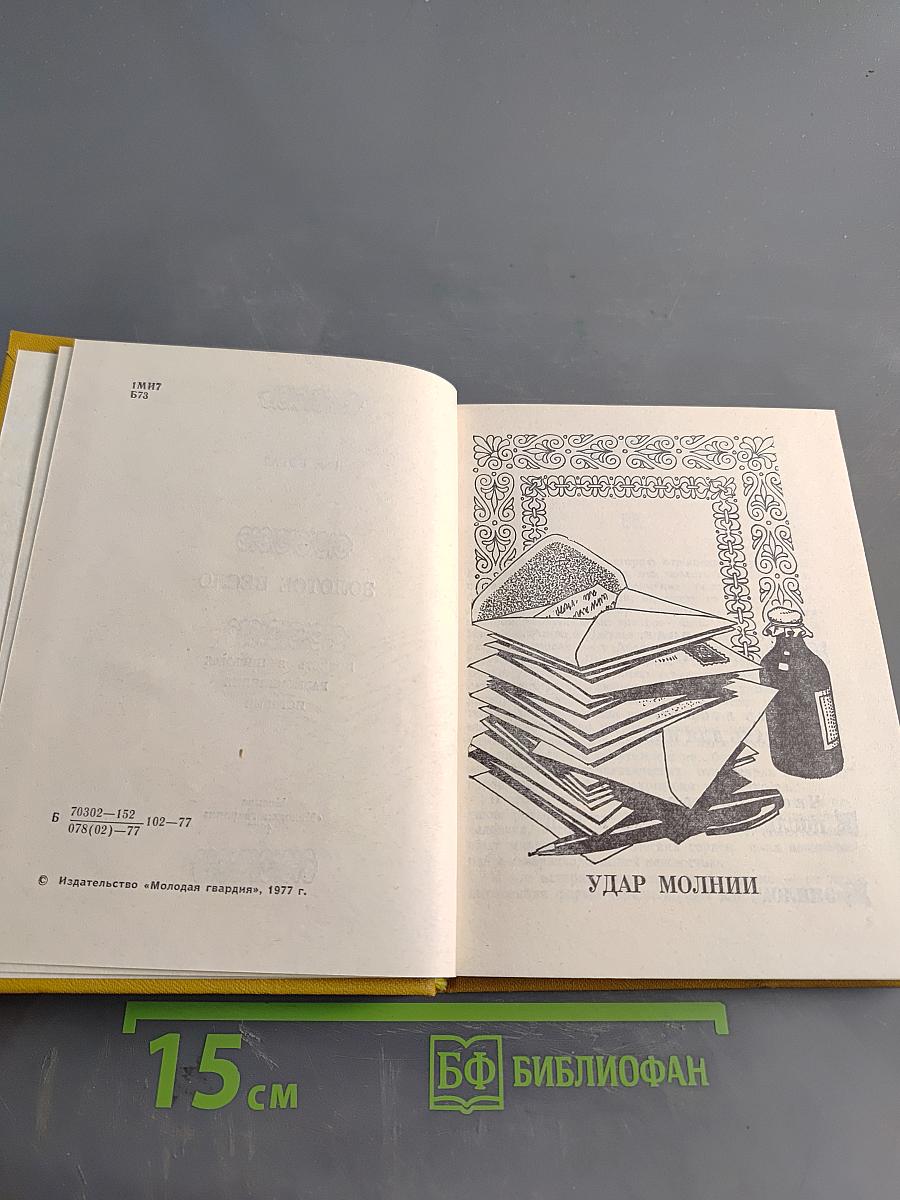 1МИ7
Б73
Б 70302—152
078(02)—77 102—77
© Издательство «Молодая гвардия», 1977 г.
УДАР МОЛНИИ
15 см
БФ БИБЛИОФАН